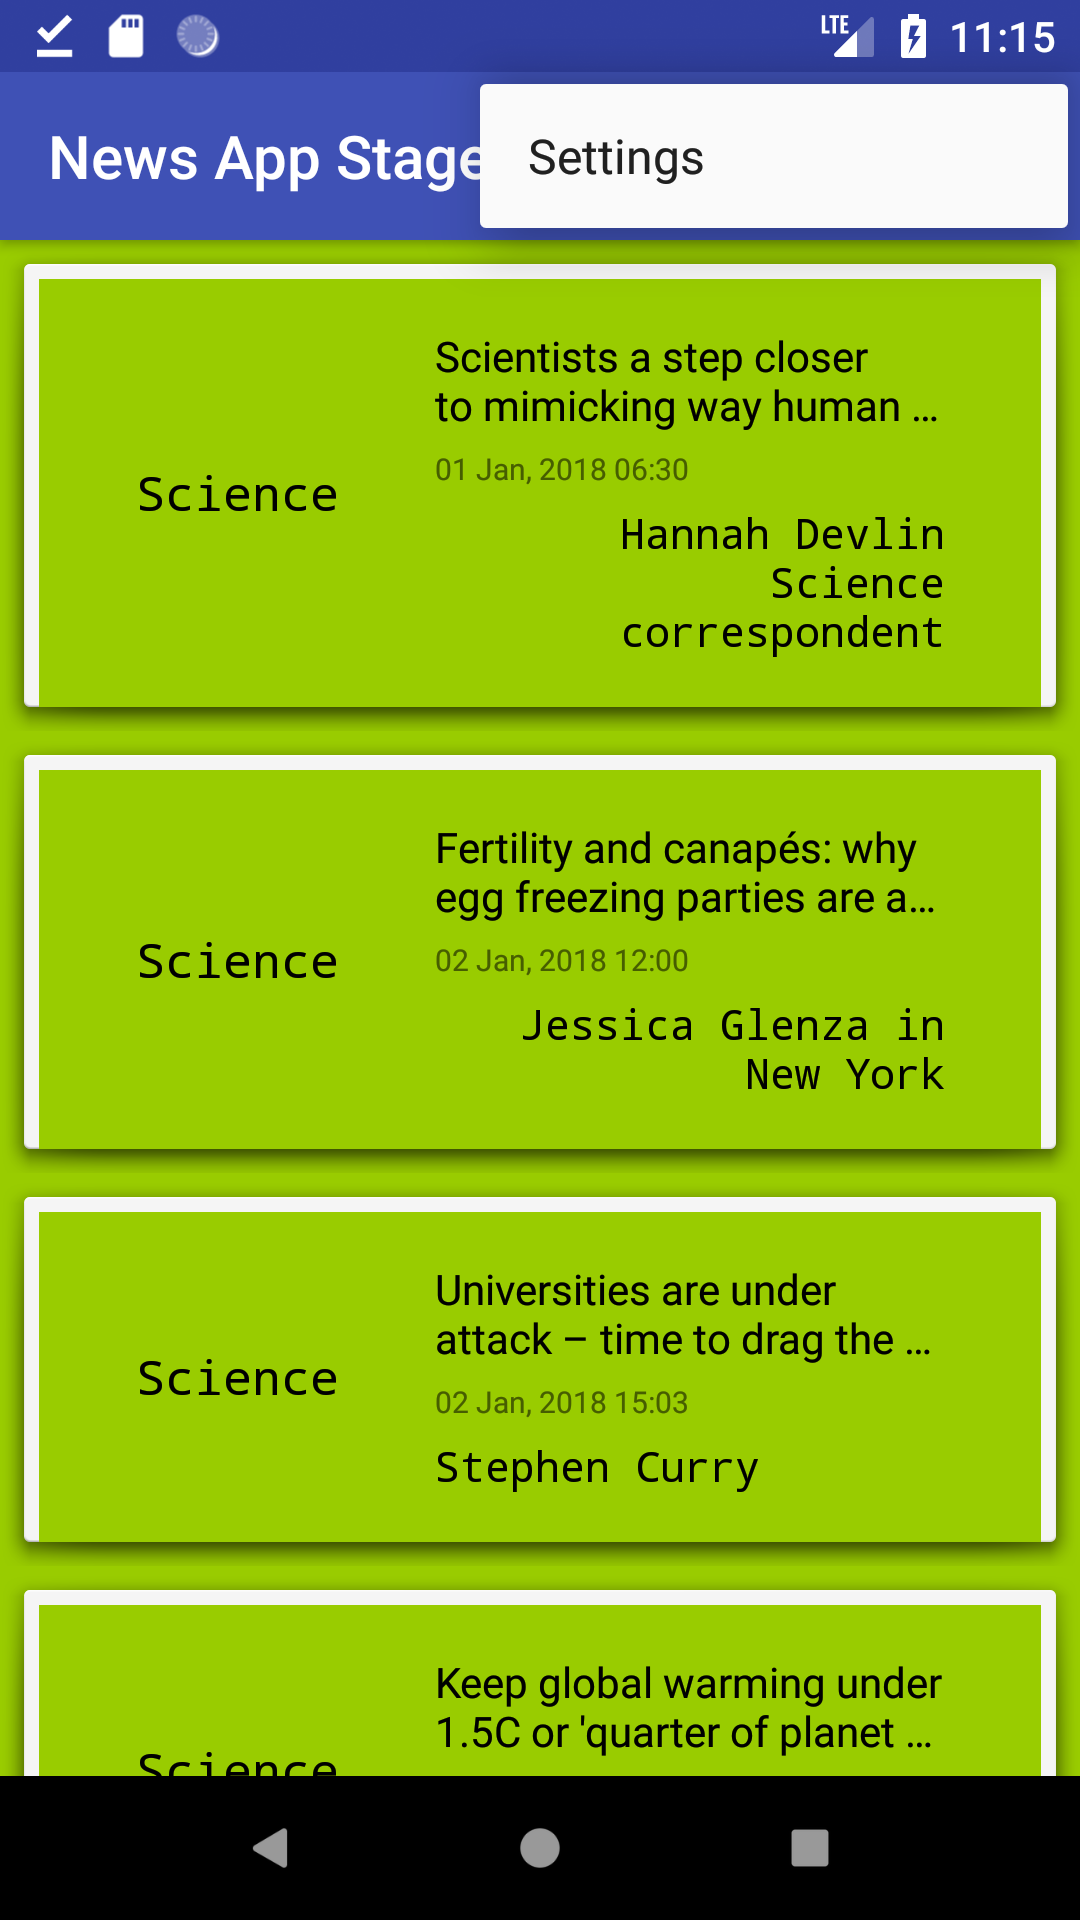 LTE 11:15
News App Stage
Settings
Scientists a step closer
to mimicking way human ...
01 Jan, 2018 06:30
Science
Hannah Devlin
Science
correspondent
Fertility and canapés: why
egg freezing parties are a...
02 Jan, 2018 12:00
Science
Jessica Glenza in
New York
Universities are under
attack – time to drag the ...
02 Jan, 2018 15:03
Science
Stephen Curry
Keep global warming under
1.5C or 'quarter of planet ...
Science